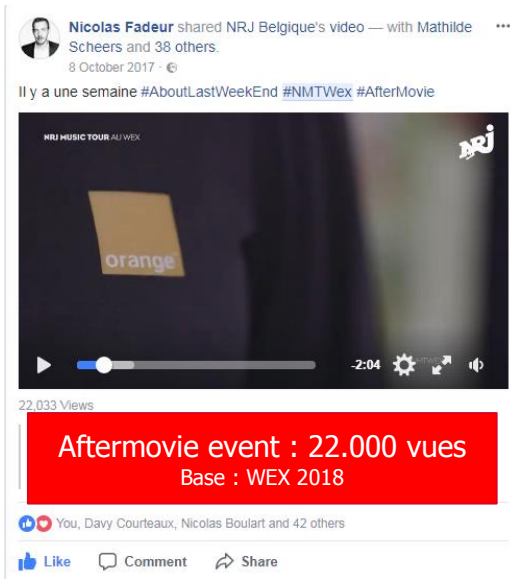 Nicolas Fadeur shared NRJ Belgique's video — with Mathilde
Scheers and 38 others.
8 October 2017 ·
Il y a une semaine #AboutLastWeekEnd #NMTWex #AfterMovie
NRJ MUSIC TOUR AU WEX
NRJ
orange
-2:04
22,033 Views
Aftermovie event : 22.000 vues
Base : WEX 2018
You, Davy Courteaux, Nicolas Boulart and 42 others
Like Comment Share